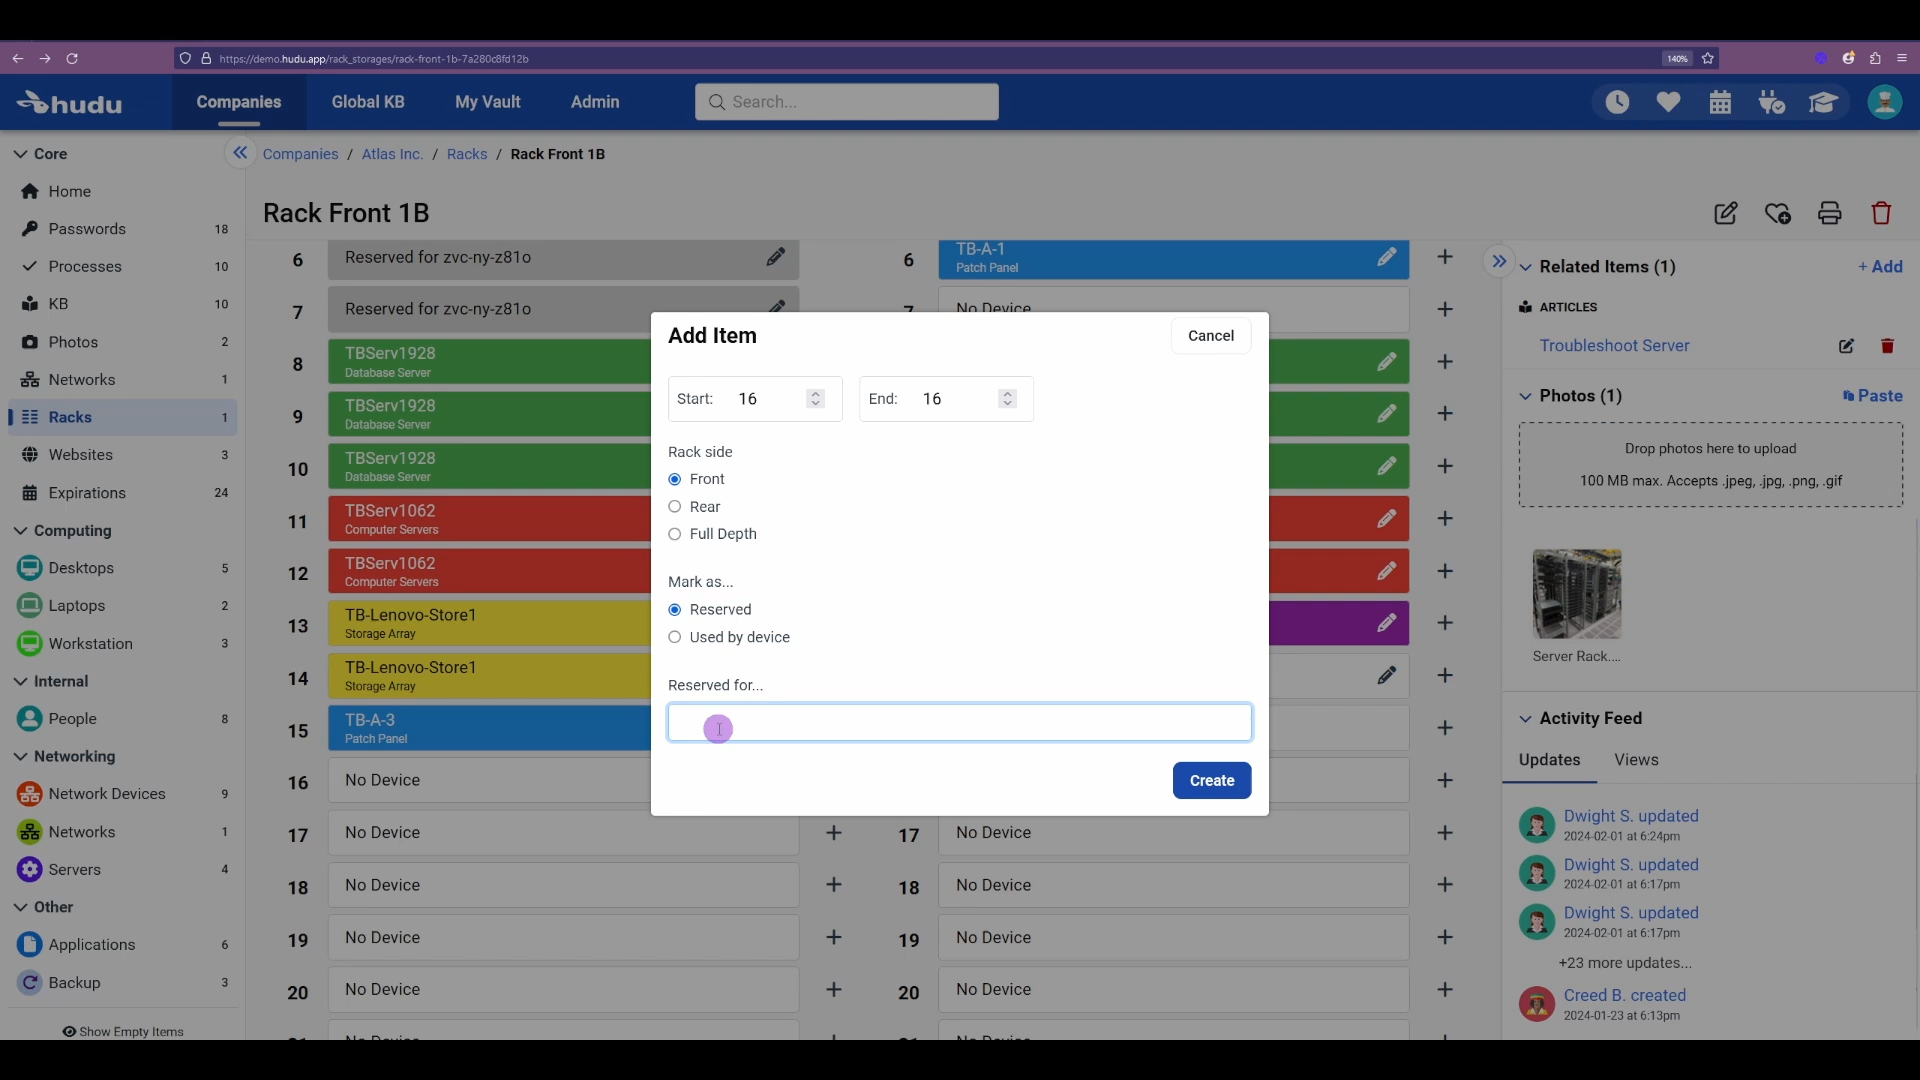 https://demo.hudu.app/rack_storages/rack-front-1b-7a280c8fd12b
140%
hudu
Companies
Global KB
My Vault
Admin
Search...
Core
Home
Passwords 18
Processes 10
KB 10
Photos 2
Networks 1
Racks 1
Websites 3
Expirations 24
Computing
Desktops 5
Laptops 2
Workstation 3
Internal
People 8
Networking
Network Devices 9
Networks 1
Servers 4
Other
Applications 6
Backup 3
Show Empty Items
Companies / Atlas Inc. / Racks / Rack Front 1B
Rack Front 1B
6 Reserved for zvc-ny-z81o
7 Reserved for zvc-ny-z81o
8 TBServ1928
Database Server
9 TBServ1928
Database Server
10 TBServ1928
Database Server
11 TBServ1062
Computer Servers
12 TBServ1062
Computer Servers
13 TB-Lenovo-Store1
Storage Array
14 TB-Lenovo-Store1
Storage Array
15 TB-A-3
Patch Panel
16 No Device
17 No Device
18 No Device
19 No Device
20 No Device
6 TB-A-1
Patch Panel
7 No Device
17 No Device
18 No Device
19 No Device
20 No Device
Add Item
Cancel
Start: 16
End: 16
Rack side
Front
Rear
Full Depth
Mark as...
Reserved
Used by device
Reserved for...
Create
Related Items (1)
+ Add
ARTICLES
Troubleshoot Server
Photos (1)
Paste
Drop photos here to upload
100 MB max. Accepts .jpeg, .jpg, .png, .gif
Server Rack....
Activity Feed
Updates
Views
Dwight S. updated
2024-02-01 at 6:24pm
Dwight S. updated
2024-02-01 at 6:17pm
Dwight S. updated
2024-02-01 at 6:17pm
+23 more updates...
Creed B. created
2024-01-23 at 6:13pm